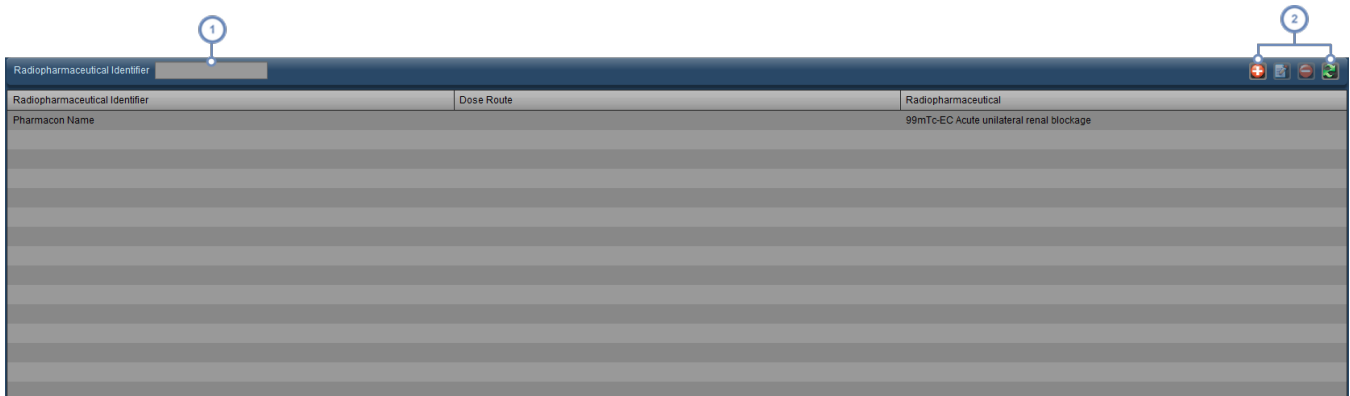 1
2
Radiopharmaceutical Identifier
Radiopharmaceutical Identifier Dose Route Radiopharmaceutical
Pharmacon Name 99mTc-EC Acute unilateral renal blockage